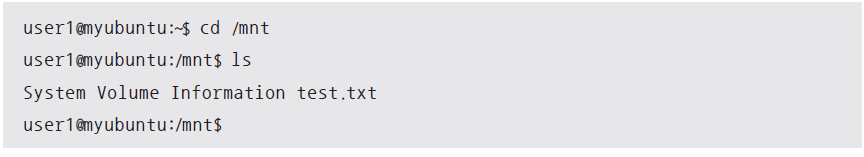 user1@myubuntu:~$ cd /mnt
user1@myubuntu:/mnt$ ls
System Volume Information test.txt
user1@myubuntu:/mnt$